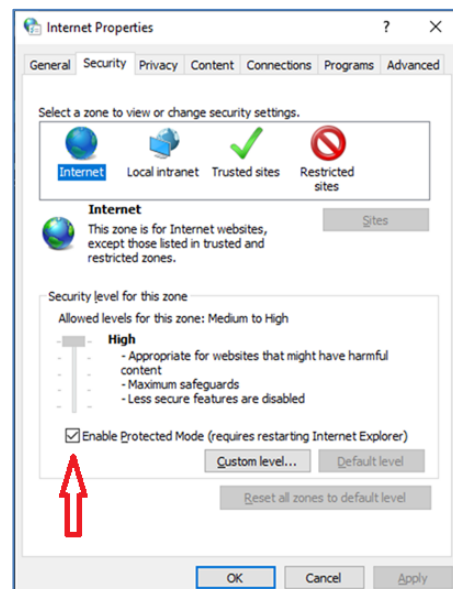 Internet Properties
? X
General Security Privacy Content Connections Programs Advanced
Select a zone to view or change security settings.
Internet Local intranet Trusted sites Restricted sites
Internet
This zone is for Internet websites,
except those listed in trusted and
restricted zones.
Sites
Security level for this zone
Allowed levels for this zone: Medium to High
High
- Appropriate for websites that might have harmful
content
- Maximum safeguards
- Less secure features are disabled
Enable Protected Mode (requires restarting Internet Explorer)
Custom level... Default level
Reset all zones to default level
OK Cancel Apply